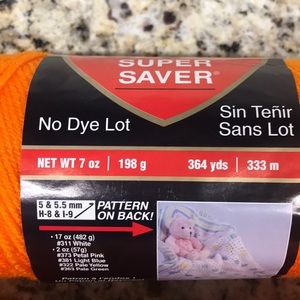 SUPER
SAVER®
No Dye Lot
Sin Teñir
Sans Lot
NET WT 7 oz | 198 g
364 yds | 333 m
5 & 5.5 mm
H-8 & I-9
PATTERN
ON BACK!
• 17 oz (482 g)
#311 White
• 2 oz (57g)
#373 Petal Pink
#381 Light Blue
#322 Pale Yellow
#363 Pale Green